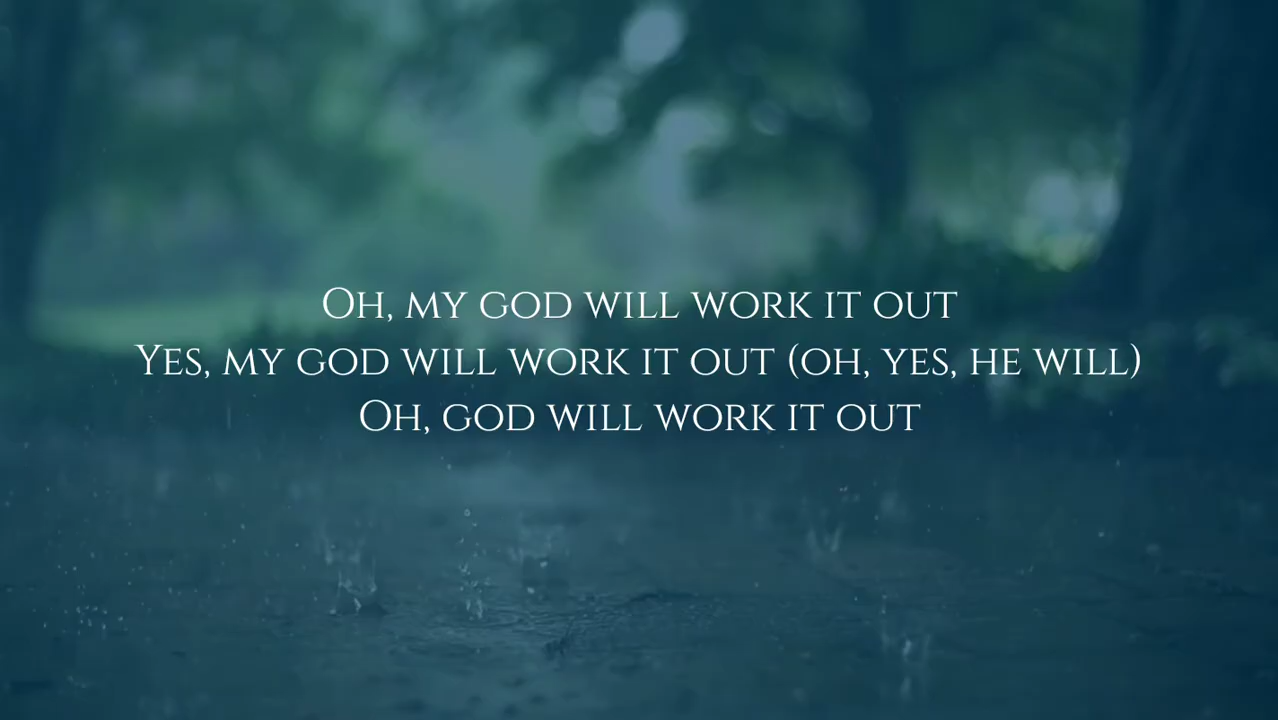 Oh, my god will work it out
Yes, my god will work it out (oh, yes, he will)
Oh, god will work it out